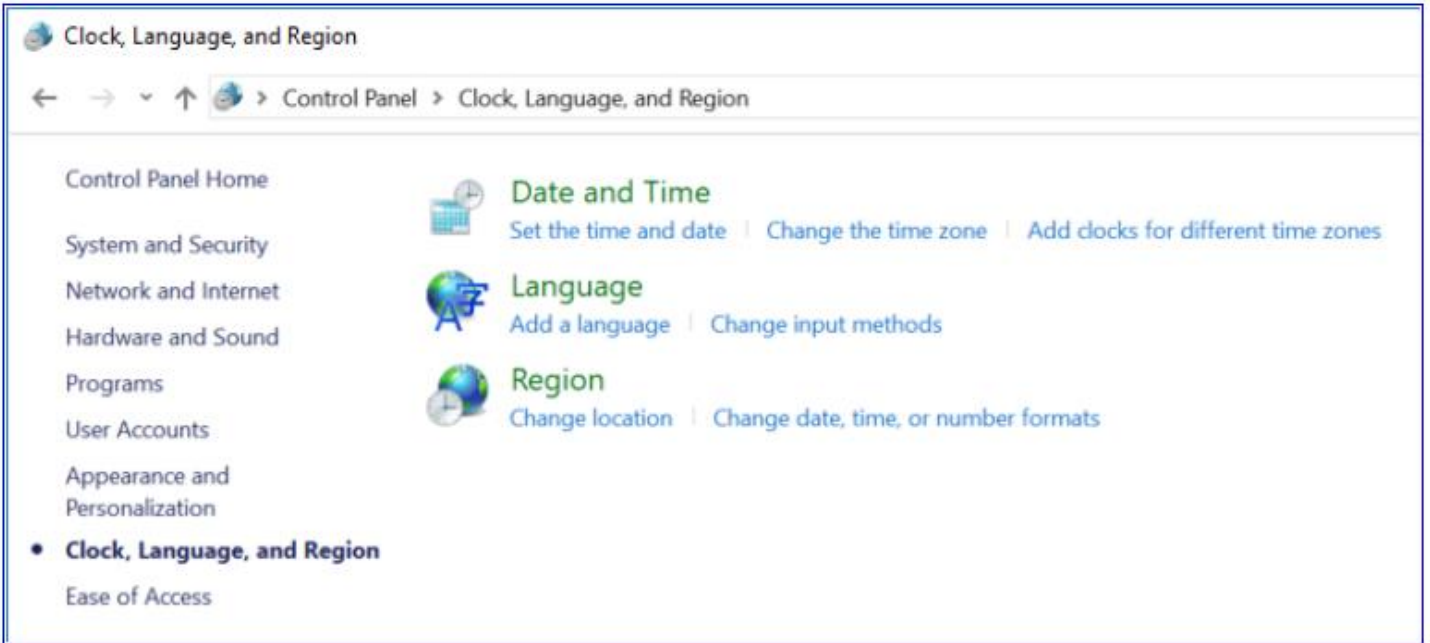 Clock, Language, and Region
Control Panel > Clock, Language, and Region
Control Panel Home
System and Security
Network and Internet
Hardware and Sound
Programs
User Accounts
Appearance and
Personalization
Clock, Language, and Region
Ease of Access
Date and Time
Set the time and date | Change the time zone | Add clocks for different time zones
Language
Add a language | Change input methods
Region
Change location | Change date, time, or number formats